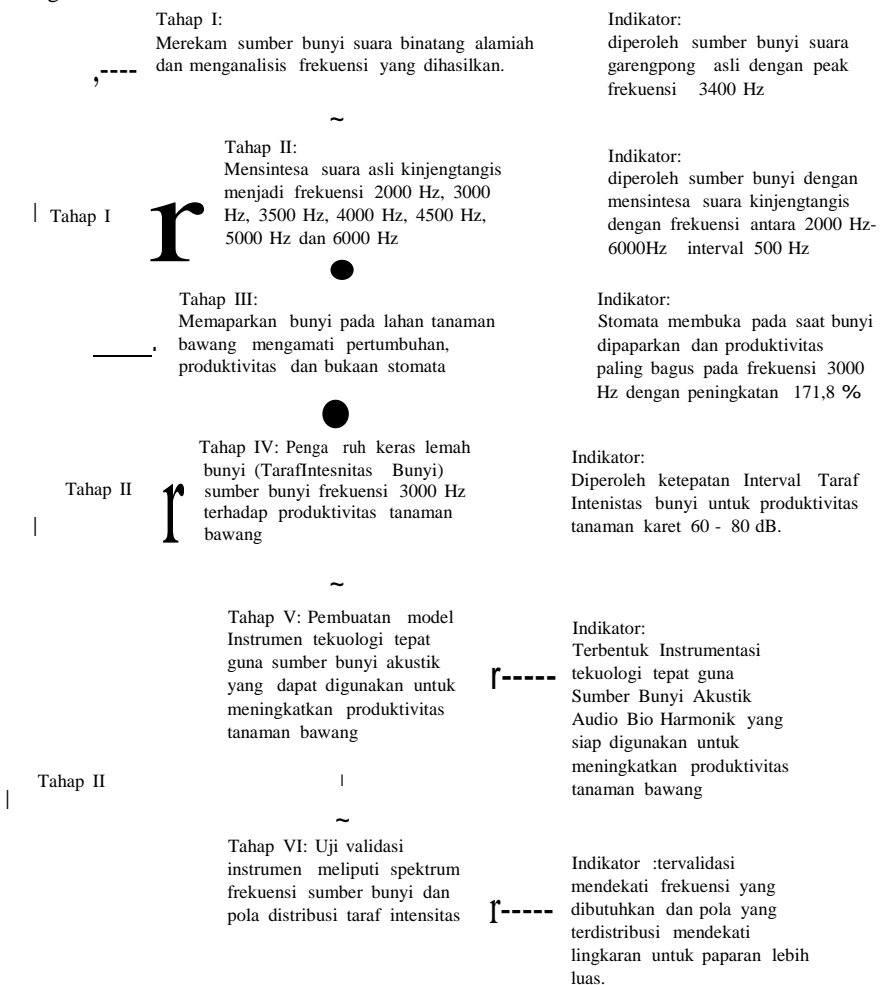 Tahap I:
Merekam sumber bunyi suara binatang alamiah
dan menganalisis frekuensi yang dihasilkan.
Indikator:
diperoleh sumber bunyi suara
garengpong asli dengan peak
frekuensi 3400 Hz
Tahap I
Tahap II:
Mensintesa suara asli kinjengtangis
menjadi frekuensi 2000 Hz, 3000
Hz, 3500 Hz, 4000 Hz, 4500 Hz,
5000 Hz dan 6000 Hz
Indikator:
diperoleh sumber bunyi dengan
mensintesa suara kinjengtangis
dengan frekuensi antara 2000 Hz-
6000Hz interval 500 Hz
Tahap III:
Memaparkan bunyi pada lahan tanaman
bawang mengamati pertumbuhan,
produktivitas dan bukaan stomata
Indikator:
Stomata membuka pada saat bunyi
dipaparkan dan produktivitas
paling bagus pada frekuensi 3000
Hz dengan peningkatan 171,8 %
Tahap II
Tahap IV: Penga ruh keras lemah
bunyi (TarafIntesnitas Bunyi)
sumber bunyi frekuensi 3000 Hz
terhadap produktivitas tanaman
bawang
Indikator:
Diperoleh ketepatan Interval Taraf
Intenistas bunyi untuk produktivitas
tanaman karet 60 - 80 dB.
Tahap V: Pembuatan model
Instrumen tekuologi tepat
guna sumber bunyi akustik
yang dapat digunakan untuk
meningkatkan produktivitas
tanaman bawang
Indikator:
Terbentuk Instrumentasi
tekuologi tepat guna
Sumber Bunyi Akustik
Audio Bio Harmonik yang
siap digunakan untuk
meningkatkan produktivitas
tanaman bawang
Tahap II
Tahap VI: Uji validasi
instrumen meliputi spektrum
frekuensi sumber bunyi dan
pola distribusi taraf intensitas
Indikator :tervalidasi
mendekati frekuensi yang
dibutuhkan dan pola yang
terdistribusi mendekati
lingkaran untuk paparan lebih
luas.